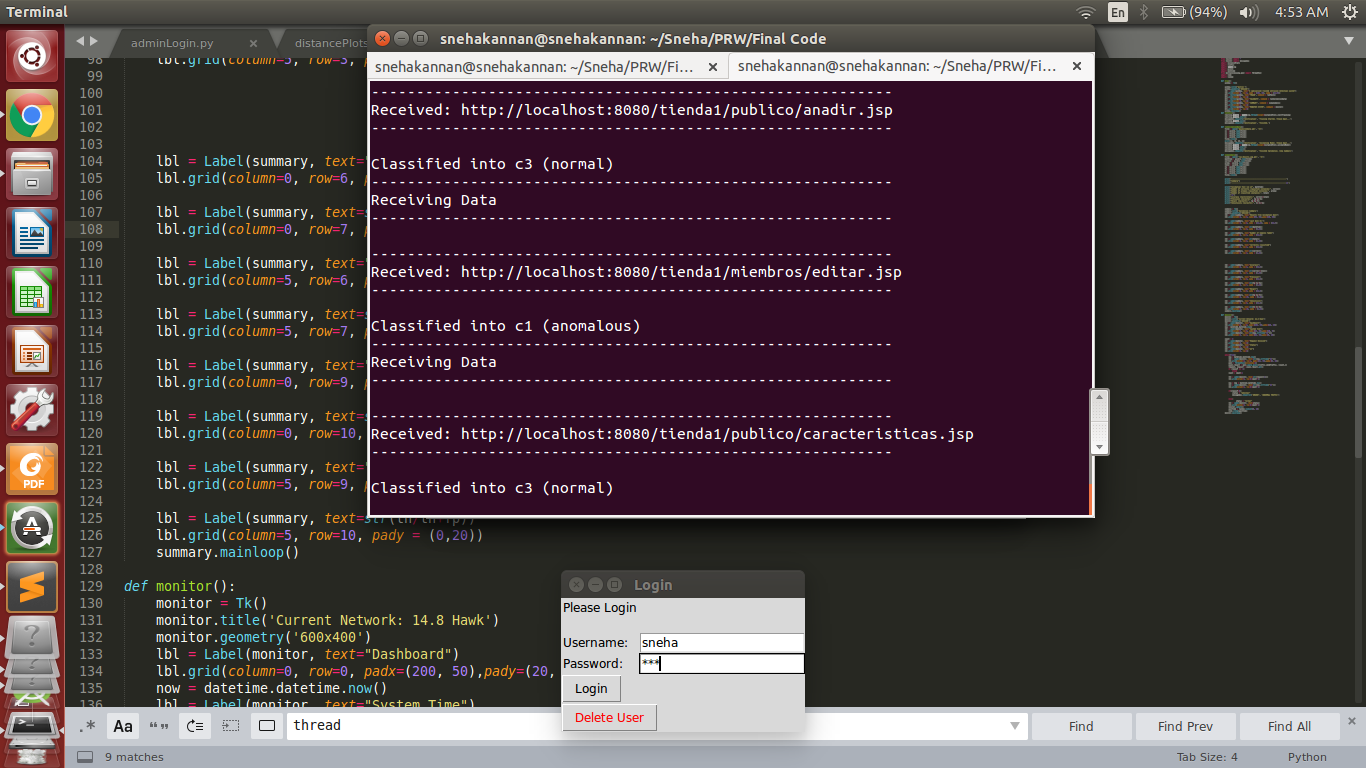 Terminal
En
(94%)
4:53 AM
adminLogin.py
distancePlots
snehakannan@snehakannan: ~/Sneha/PRW/Final Code
snehakannan@snehakannan: ~/Sneha/PRW/Fi...
snehakannan@snehakannan: ~/Sneha/PRW/Fi...
----------------------------------------------------------
Received: http://localhost:8080/tienda1/publico/anadir.jsp
----------------------------------------------------------
Classified into c3 (normal)
----------------------------------------------------------
Receiving Data
----------------------------------------------------------
----------------------------------------------------------
Received: http://localhost:8080/tienda1/miembros/editar.jsp
----------------------------------------------------------
Classified into c1 (anomalous)
----------------------------------------------------------
Receiving Data
----------------------------------------------------------
----------------------------------------------------------
Received: http://localhost:8080/tienda1/publico/caracteristicas.jsp
----------------------------------------------------------
Classified into c3 (normal)
98 lbl.grid(column=5, row=3, p
99
100
101
102
103
104 lbl = Label(summary, text="
105 lbl.grid(column=0, row=6, p
106
107 lbl = Label(summary, text=s
108 lbl.grid(column=0, row=7, p
109
110 lbl = Label(summary, text="
111 lbl.grid(column=5, row=6, p
112
113 lbl = Label(summary, text=s
114 lbl.grid(column=5, row=7, p
115
116 lbl = Label(summary, text="
117 lbl.grid(column=0, row=9, p
118
119 lbl = Label(summary, text=s
120 lbl.grid(column=0, row=10,
121
122 lbl = Label(summary, text="
123 lbl.grid(column=5, row=9, p
124
125 lbl = Label(summary, text=str(tn/tn+fp))
126 lbl.grid(column=5, row=10, pady = (0,20))
127 summary.mainloop()
128
129 def monitor():
130 monitor = Tk()
131 monitor.title('Current Network: 14.8 Hawk')
132 monitor.geometry('600x400')
133 lbl = Label(monitor, text="Dashboard")
134 lbl.grid(column=0, row=0, padx=(200, 50),pady=(20,
135 now = datetime.datetime.now()
136 lbl = Label(monitor, text="System Time")
Login
Please Login
Username: sneha
Password: ***
Login
Delete User
PDF
.* Aa “”
thread
Find
Find Prev
Find All
9 matches
Tab Size: 4
Python